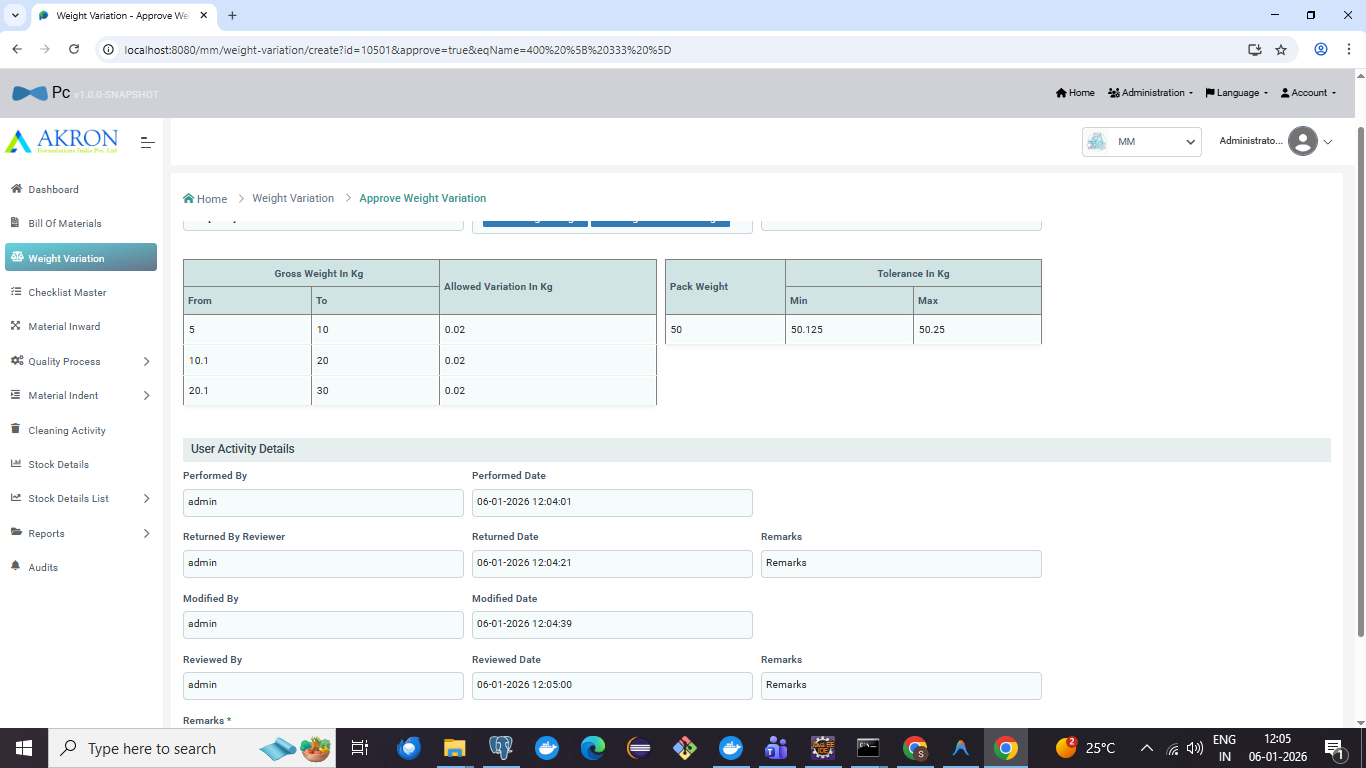 Weight Variation - Approve We
localhost:8080/mm/weight-variation/create?id=10501&approve=true&eqName=400%20%5B%20333%20%5D
Pc v1.0.0-SNAPSHOT
Home Administration Language Account
AKRON
Formulations India Pvt Ltd
MM
Administrato...
Dashboard
Bill Of Materials
Weight Variation
Checklist Master
Material Inward
Quality Process
Material Indent
Cleaning Activity
Stock Details
Stock Details List
Reports
Audits
Home Weight Variation Approve Weight Variation
Gross Weight In Kg Allowed Variation In Kg
From To
5 10 0.02
10.1 20 0.02
20.1 30 0.02
Pack Weight Tolerance In Kg
Min Max
50 50.125 50.25
User Activity Details
Performed By Performed Date
admin 06-01-2026 12:04:01
Returned By Reviewer Returned Date Remarks
admin 06-01-2026 12:04:21 Remarks
Modified By Modified Date
admin 06-01-2026 12:04:39
Reviewed By Reviewed Date Remarks
admin 06-01-2026 12:05:00 Remarks
Remarks *
Type here to search
2
25°C
ENG
IN
12:05
06-01-2026
1